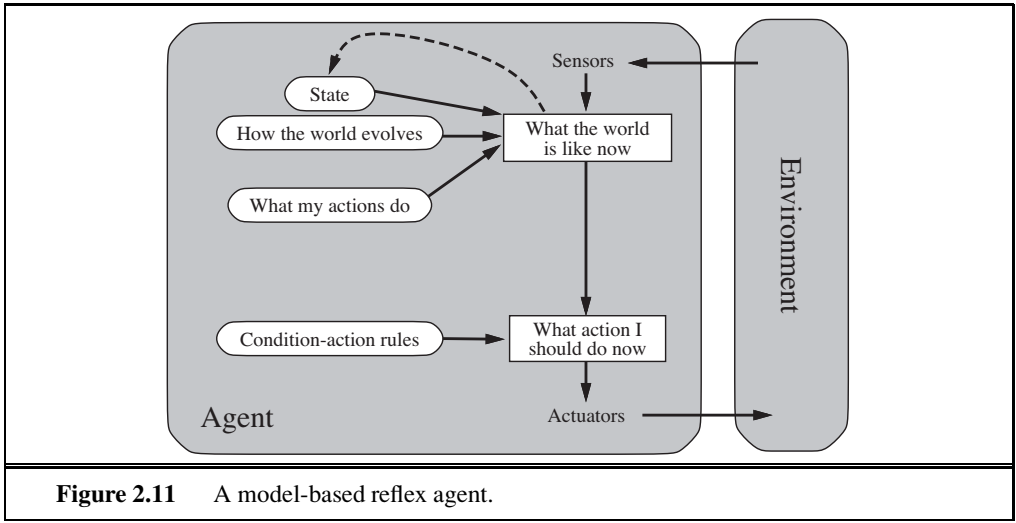 Sensors
State
What the world
is like now
How the world evolves
What my actions do
Environment
What action I
should do now
Condition-action rules
Agent
Actuators
Figure 2.11 A model-based reflex agent.